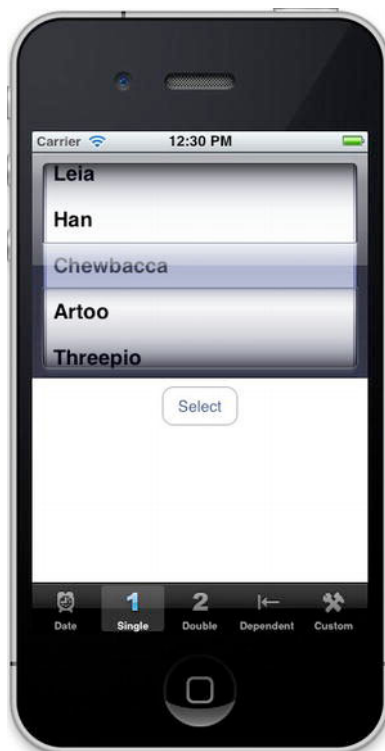 Carrier 12:30 PM
Leia
Han
Chewbacca
Artoo
Threepio
Select
1 2
Date Single Double Dependent Custom